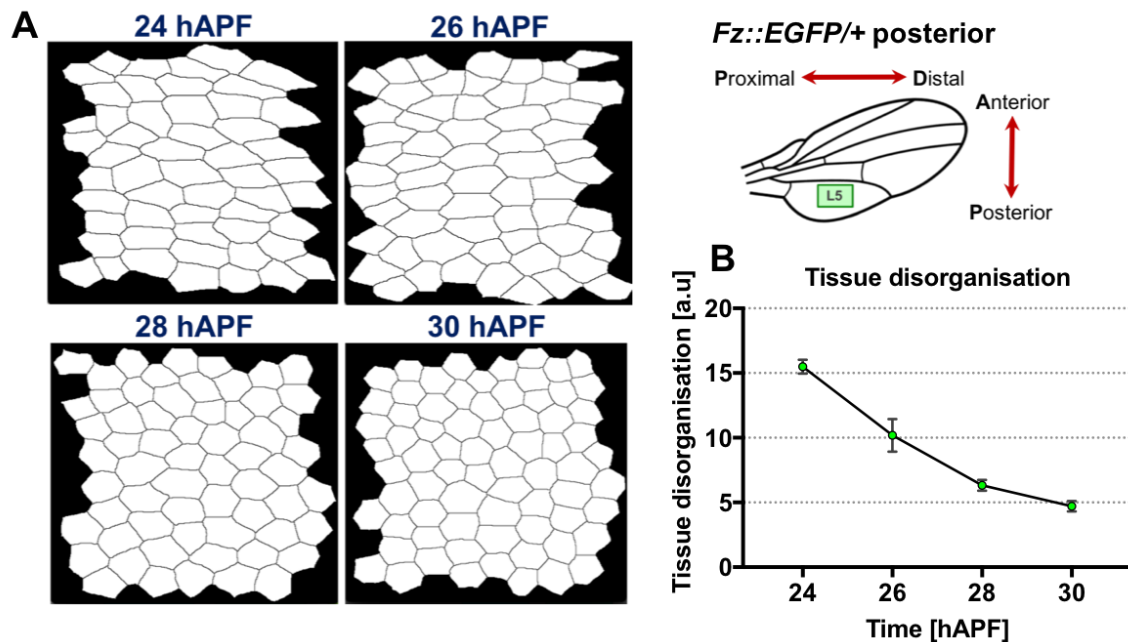 A
24 hAPF
26 hAPF
28 hAPF
30 hAPF
Fz::EGFP/+ posterior
Proximal
Distal
Anterior
Posterior
L5
B
Tissue disorganisation
Tissue disorganisation [a.u]
20
15
10
5
0
24
26
28
30
Time [hAPF]